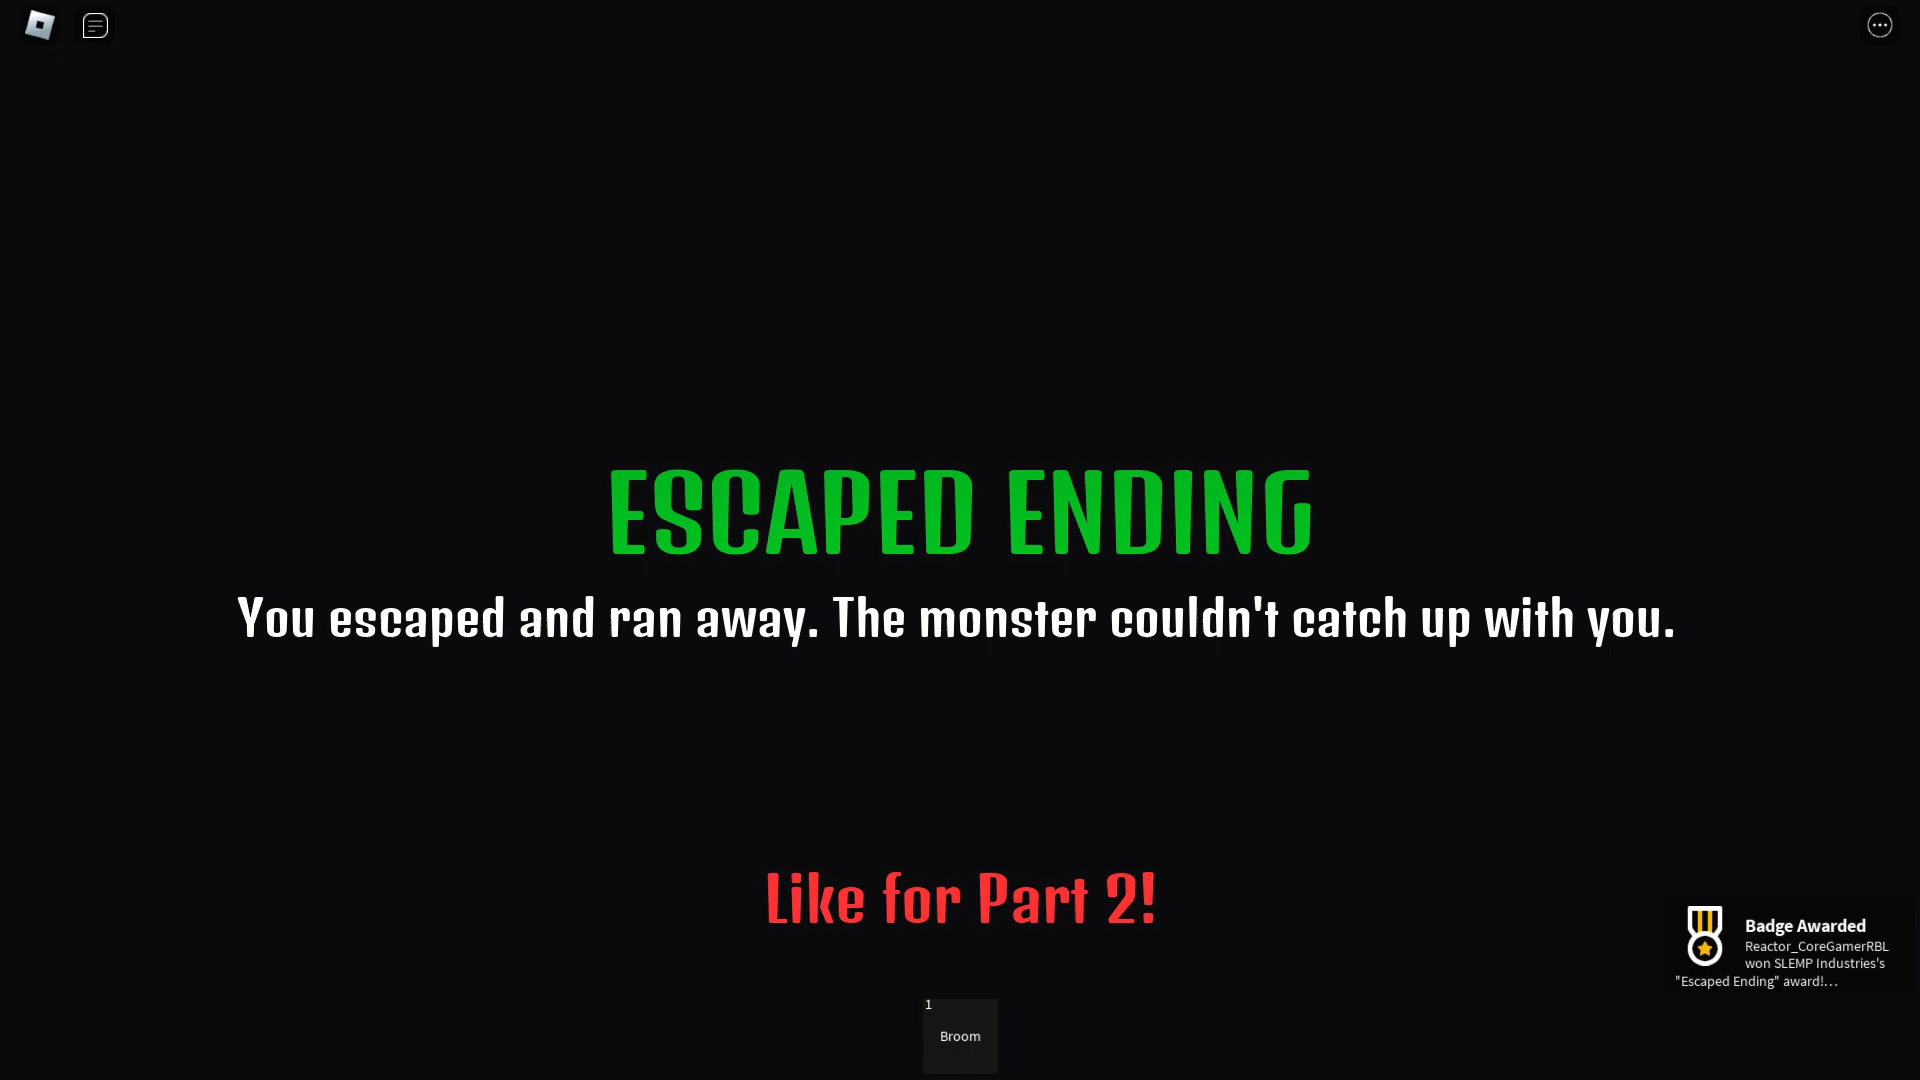 ESCAPED ENDING
You escaped and ran away. The monster couldn't catch up with you.
Like for Part 2!
Badge Awarded
Reactor_CoreGamerRBL
won SLEMP Industries's
"Escaped Ending" award!...
1
Broom